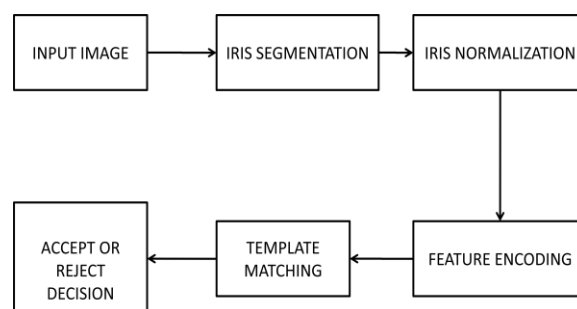 INPUT IMAGE
IRIS SEGMENTATION
IRIS NORMALIZATION
FEATURE ENCODING
TEMPLATE
MATCHING
ACCEPT OR
REJECT
DECISION